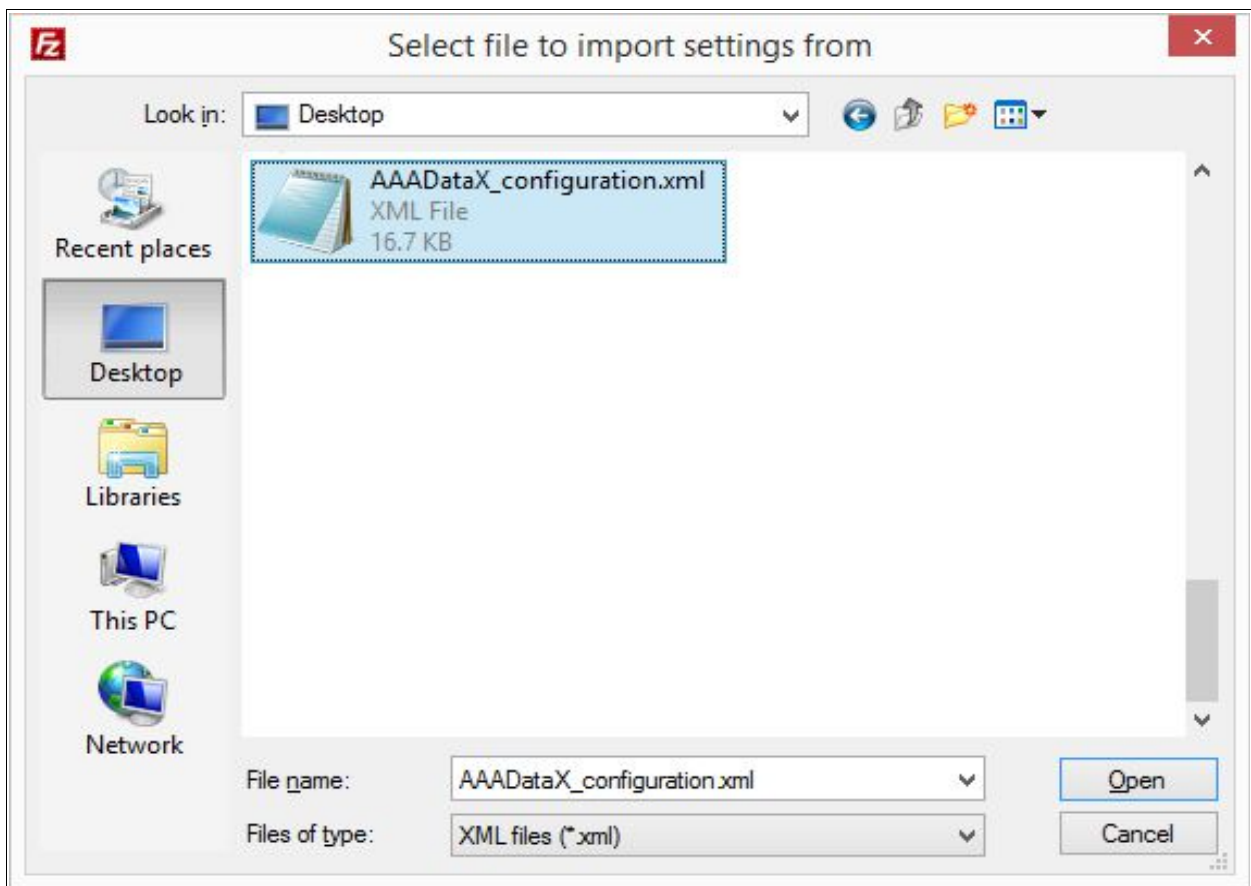 Fz
Select file to import settings from
Look in:
Desktop
AAADataX_configuration.xml
XML File
16.7 KB
Recent places
Desktop
Libraries
This PC
Network
File name:
AAADataX_configuration.xml
Open
Files of type:
XML files (*.xml)
Cancel